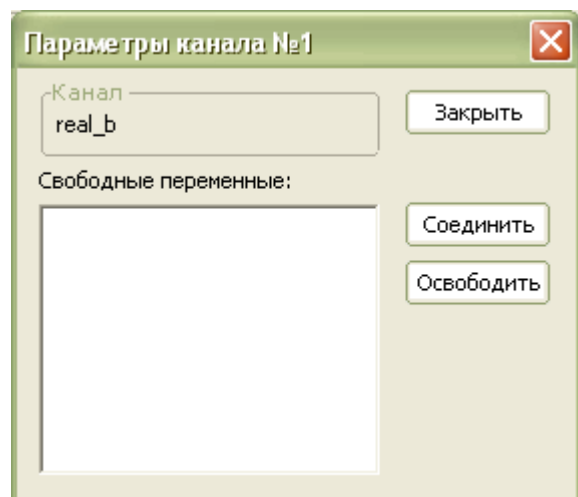 Параметры канала №1
Канал
real_b
Закрыть
Свободные переменные:
Соединить
Освободить